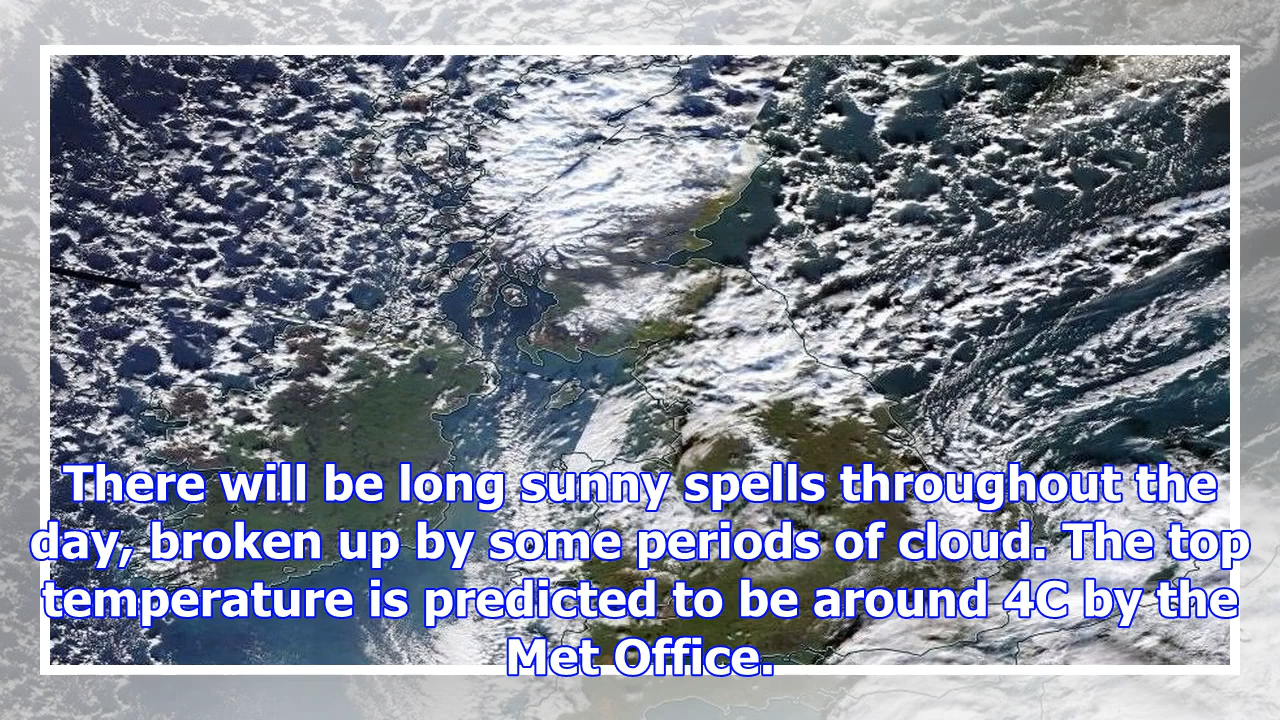 There will be long sunny spells throughout the
day, broken up by some periods of cloud. The top
temperature is predicted to be around 4C by the
Met Office.